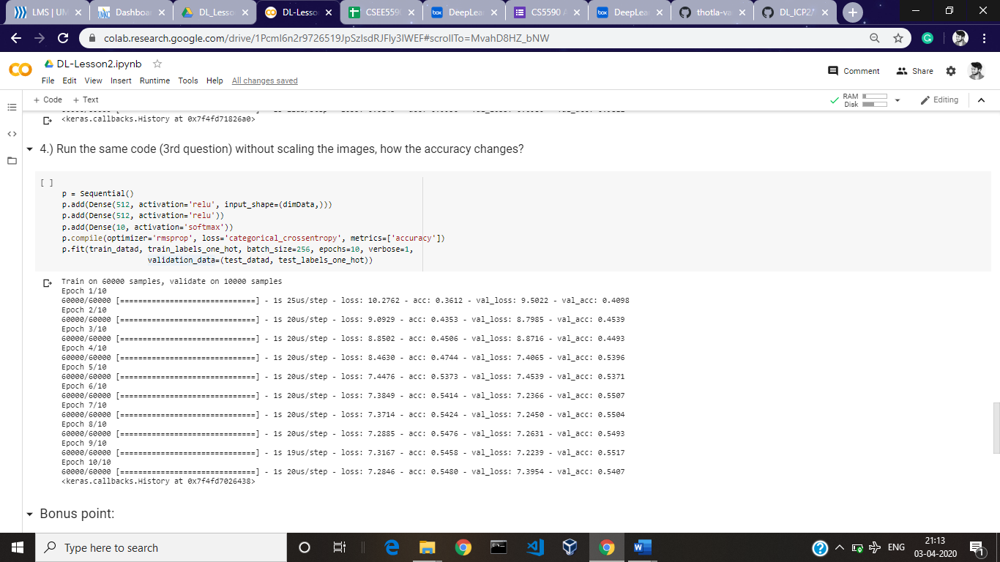 LMS | UM
Dashboa
DL_Lesso
DL-Lesso
CSEE559
DeepLea
CS5590 A
DeepLea
thotla-va
DL_ICP2/
colab.research.google.com/drive/1Pcml6n2r9726519JpSzIsdRJFly3lWEF#scrollTo=MvahD8HZ_bNW
DL-Lesson2.ipynb
File Edit View Insert Runtime Tools Help All changes saved
Comment Share
+ Code + Text
RAM
Disk
Editing
<keras.callbacks.History at 0x7f4fd71826a0>
4.) Run the same code (3rd question) without scaling the images, how the accuracy changes?
[ ]
p = Sequential()
p.add(Dense(512, activation='relu', input_shape=(dimData,)))
p.add(Dense(512, activation='relu'))
p.add(Dense(10, activation='softmax'))
p.compile(optimizer='rmsprop', loss='categorical_crossentropy', metrics=['accuracy'])
p.fit(train_datad, train_labels_one_hot, batch_size=256, epochs=10, verbose=1,
validation_data=(test_datad, test_labels_one_hot))
Train on 60000 samples, validate on 10000 samples
Epoch 1/10
60000/60000 [==============================] - 1s 25us/step - loss: 10.2762 - acc: 0.3612 - val_loss: 9.5022 - val_acc: 0.4098
Epoch 2/10
60000/60000 [==============================] - 1s 20us/step - loss: 9.0929 - acc: 0.4353 - val_loss: 8.7985 - val_acc: 0.4539
Epoch 3/10
60000/60000 [==============================] - 1s 20us/step - loss: 8.8502 - acc: 0.4506 - val_loss: 8.8716 - val_acc: 0.4493
Epoch 4/10
60000/60000 [==============================] - 1s 20us/step - loss: 8.4630 - acc: 0.4744 - val_loss: 7.4065 - val_acc: 0.5396
Epoch 5/10
60000/60000 [==============================] - 1s 20us/step - loss: 7.4476 - acc: 0.5373 - val_loss: 7.4539 - val_acc: 0.5371
Epoch 6/10
60000/60000 [==============================] - 1s 20us/step - loss: 7.3849 - acc: 0.5414 - val_loss: 7.2366 - val_acc: 0.5507
Epoch 7/10
60000/60000 [==============================] - 1s 20us/step - loss: 7.3714 - acc: 0.5424 - val_loss: 7.2450 - val_acc: 0.5504
Epoch 8/10
60000/60000 [==============================] - 1s 20us/step - loss: 7.2885 - acc: 0.5476 - val_loss: 7.2631 - val_acc: 0.5493
Epoch 9/10
60000/60000 [==============================] - 1s 19us/step - loss: 7.3167 - acc: 0.5458 - val_loss: 7.2239 - val_acc: 0.5517
Epoch 10/10
60000/60000 [==============================] - 1s 20us/step - loss: 7.2846 - acc: 0.5480 - val_loss: 7.3954 - val_acc: 0.5407
<keras.callbacks.History at 0x7f4fd7026438>
Bonus point:
Type here to search
ENG
21:13
03-04-2020
1